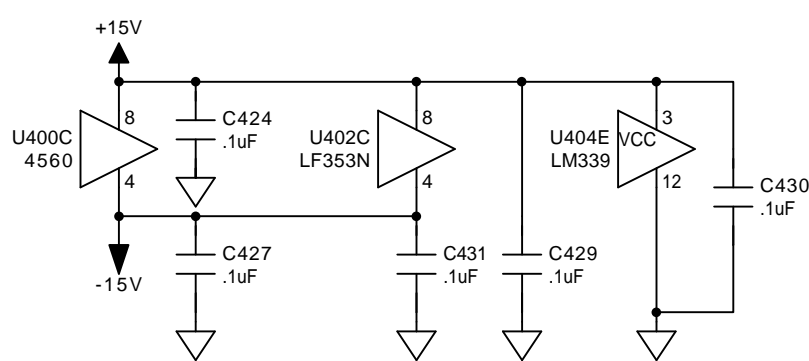 +15V
U400C
4560
8
4
C424
.1uF
U402C
LF353N
8
4
U404E
LM339
VCC
3
12
C430
.1uF
-15V
C427
.1uF
C431
.1uF
C429
.1uF